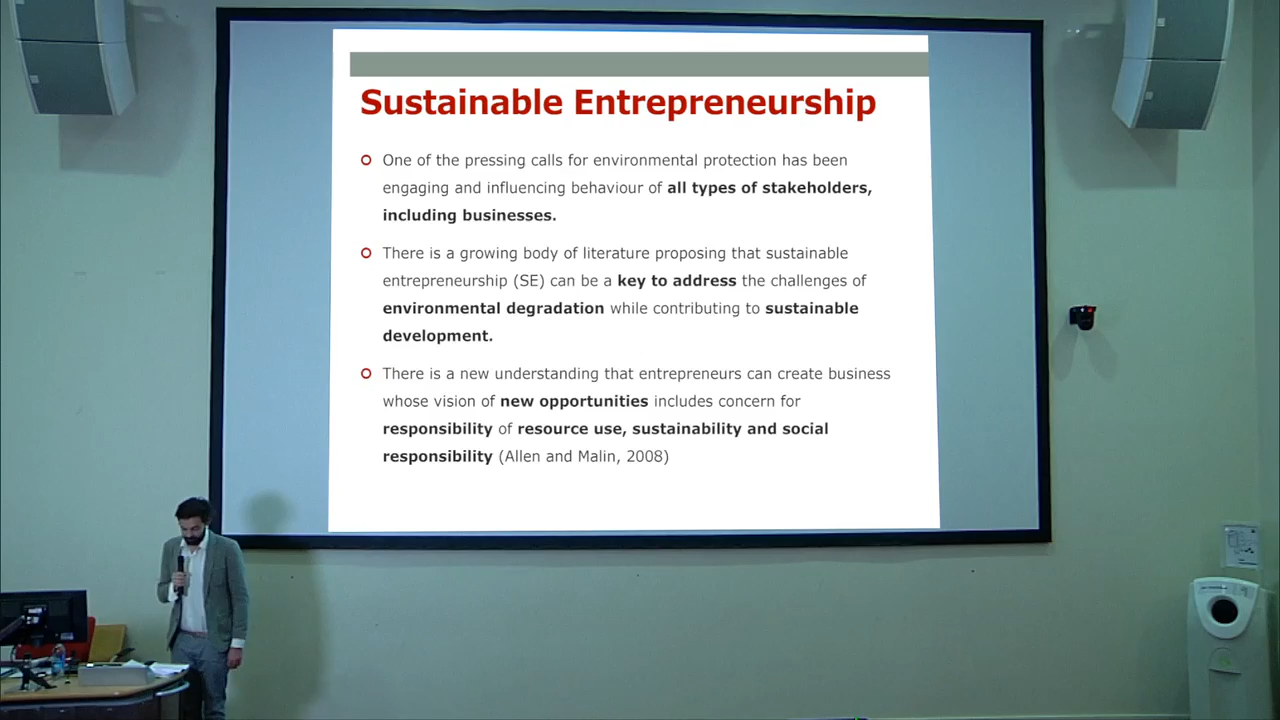 Sustainable Entrepreneurship
One of the pressing calls for environmental protection has been
engaging and influencing behaviour of all types of stakeholders,
including businesses.
There is a growing body of literature proposing that sustainable
entrepreneurship (SE) can be a key to address the challenges of
environmental degradation while contributing to sustainable
development.
There is a new understanding that entrepreneurs can create business
whose vision of new opportunities includes concern for
responsibility of resource use, sustainability and social
responsibility (Allen and Malin, 2008)